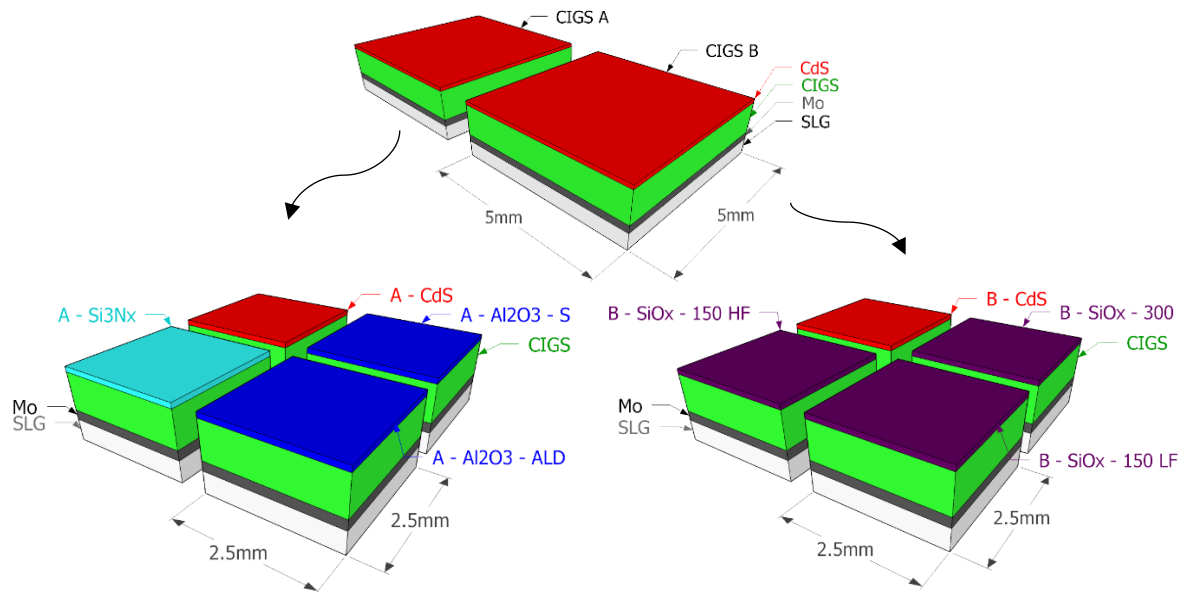 CIGS A
CIGS B
CdS
CIGS
Mo
SLG
5mm
5mm
A - Si3Nx
A - CdS
A - Al2O3 - S
CIGS
Mo
SLG
A - Al2O3 - ALD
2.5mm
2.5mm
B - SiOx - 150 HF
B - CdS
B - SiOx - 300
CIGS
Mo
SLG
B - SiOx - 150 LF
2.5mm
2.5mm